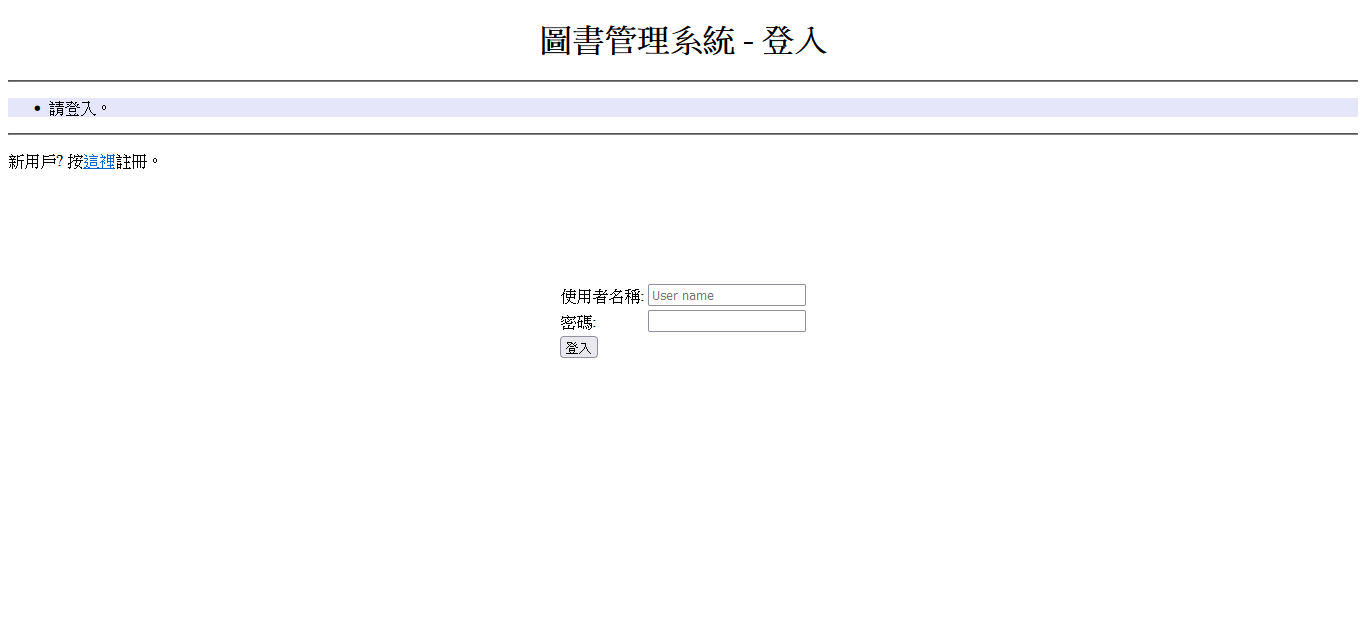 圖書管理系統 - 登入
• 請登入。
新用戶? 按這裡註冊。
使用者名稱: User name
密碼:
登入